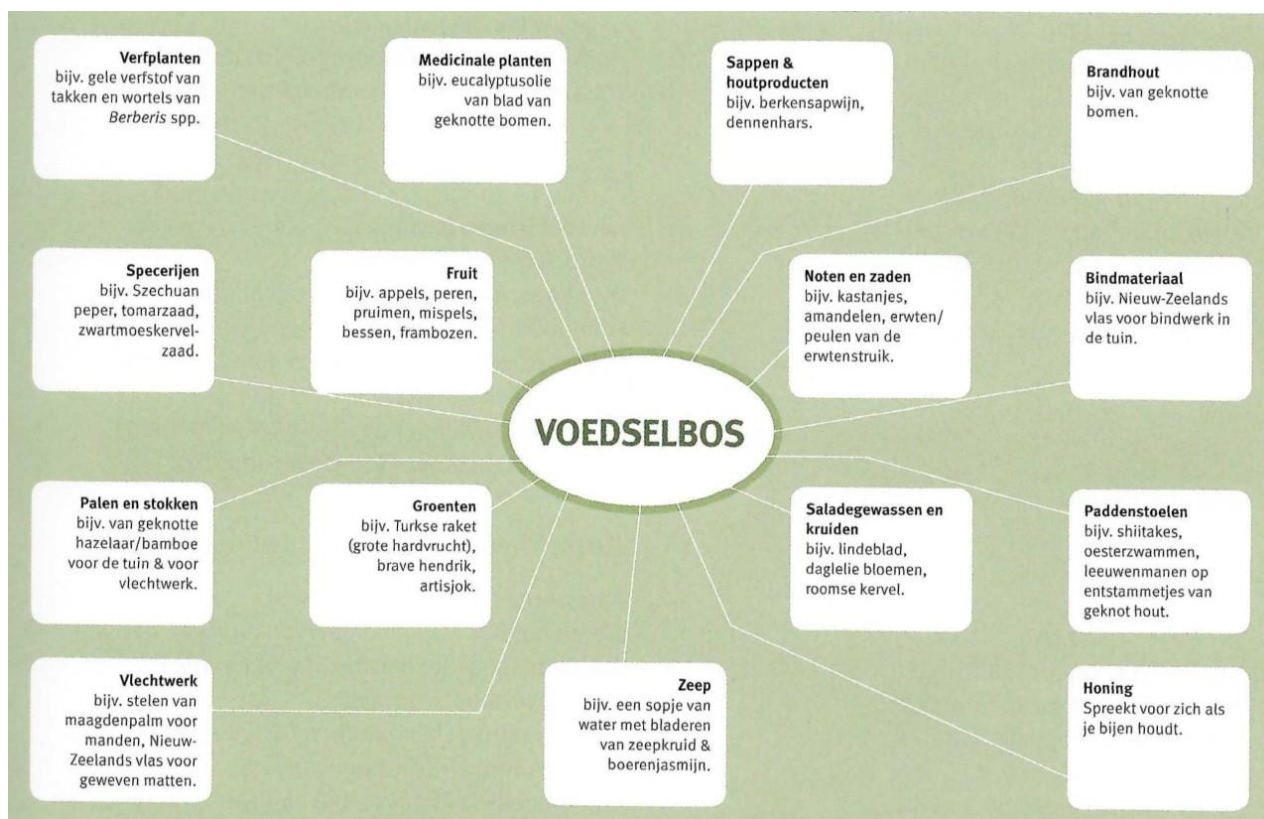 Verfplanten
bijv. gele verfstof van
takken en wortels van
Berberis spp.
Medicinale planten
bijv. eucalyptusolie
van blad van
geknotte bomen.
Sappen &
houtproducten
bijv. berkensapwijn,
dennenhars.
Brandhout
bijv. van geknotte
bomen.
Specerijen
bijv. Szechuan
peper, tomarzaad,
zwartmoeskervel-
zaad.
Fruit
bijv. appels, peren,
pruimen, mispels,
bessen, frambozen.
Noten en zaden
bijv. kastanjes,
amandelen, erwten/
peulen van de
erwtenstruik.
Bindmateriaal
bijv. Nieuw-Zeelands
vlas voor bindwerk in
de tuin.
VOEDSELBOS
Palen en stokken
bijv. van geknotte
hazelaar/bamboe
voor de tuin & voor
vlechtwerk.
Groenten
bijv. Turkse raket
(grote hardvrucht),
brave hendrik,
artisjok.
Saladegewassen en
kruiden
bijv. lindeblad,
daglelie bloemen,
roomse kervel.
Paddenstoelen
bijv. shiitakes,
oesterzwammen,
leeuwenmanen op
entstammetjes van
geknot hout.
Vlechtwerk
bijv. stelen van
maagdenpalm voor
manden, Nieuw-
Zeelands vlas voor
geweven matten.
Zeep
bijv. een sopje van
water met bladeren
van zeepkruid &
boerenjasmijn.
Honing
Spreekt voor zich als
je bijen houdt.